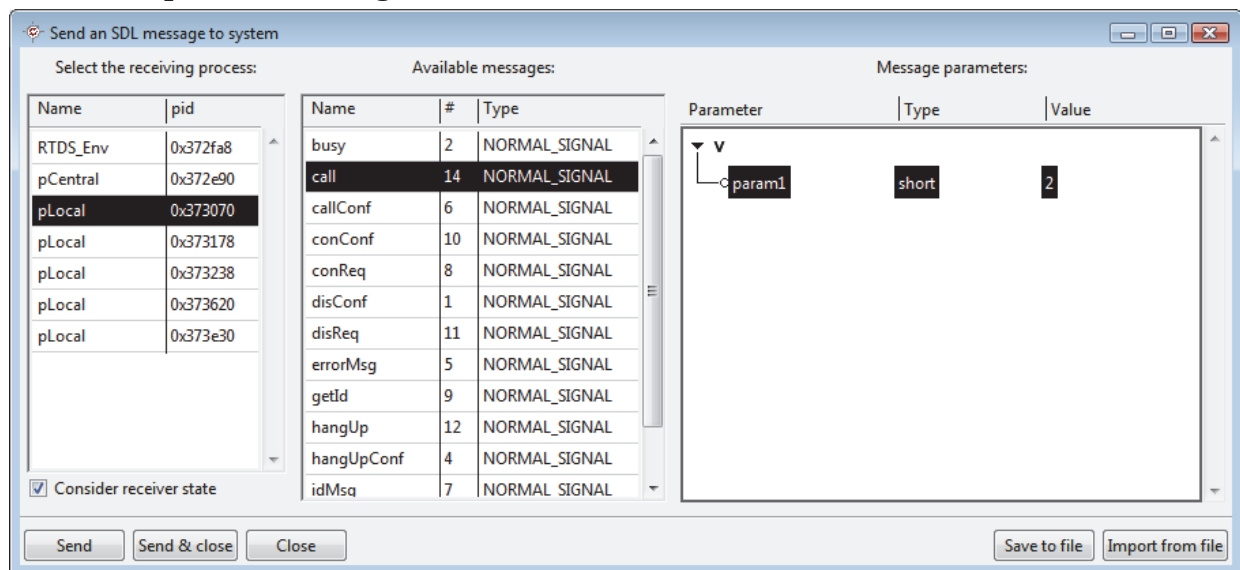 Send an SDL message to system
Select the receiving process: Available messages: Message parameters:
Name pid Name # Type Parameter Type Value
RTDS_Env 0x372fa8 busy 2 NORMAL_SIGNAL v
pCentral 0x372e90 call 14 NORMAL_SIGNAL param1 short 2
pLocal 0x373070 callConf 6 NORMAL_SIGNAL
pLocal 0x373178 conConf 10 NORMAL_SIGNAL
pLocal 0x373238 conReq 8 NORMAL_SIGNAL
pLocal 0x373620 disConf 1 NORMAL_SIGNAL
pLocal 0x373e30 disReq 11 NORMAL_SIGNAL
errorMsg 5 NORMAL_SIGNAL
getId 9 NORMAL_SIGNAL
hangUp 12 NORMAL_SIGNAL
hangUpConf 4 NORMAL_SIGNAL
Consider receiver state idMsg 7 NORMAL_SIGNAL
Send Send & close Close Save to file Import from file